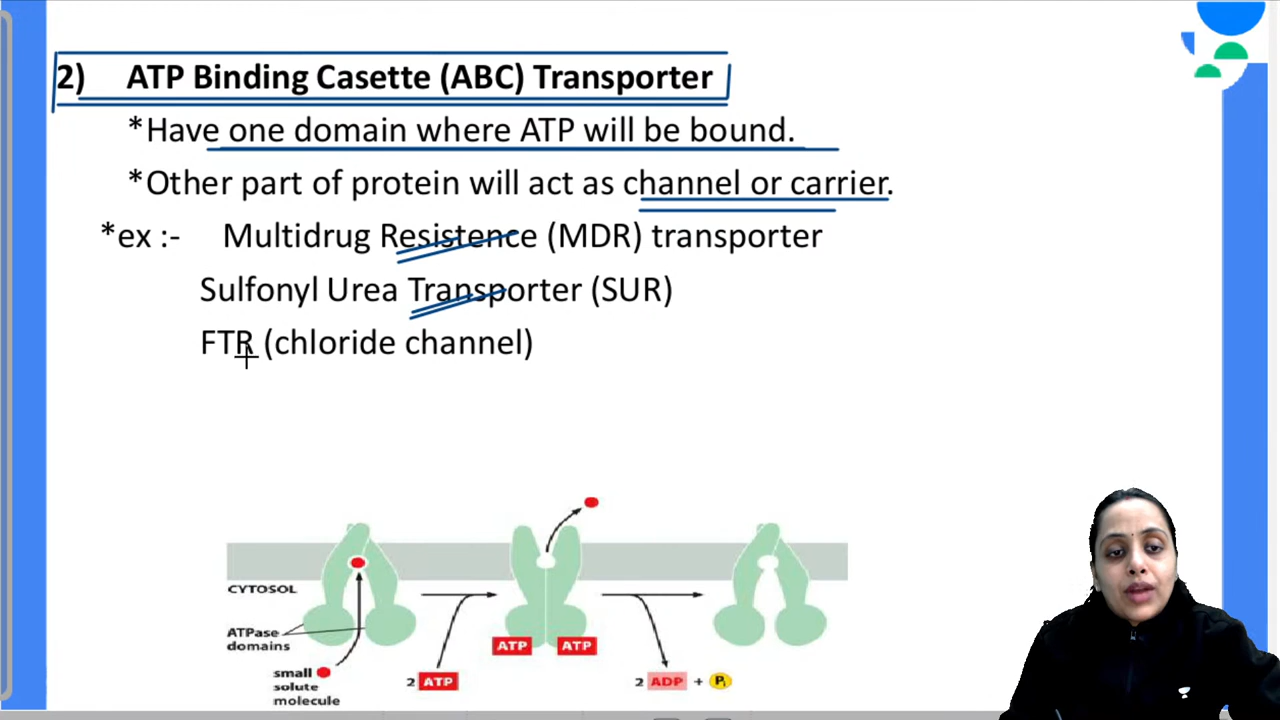 2) ATP Binding Casette (ABC) Transporter
*Have one domain where ATP will be bound.
*Other part of protein will act as channel or carrier.
*ex :- Multidrug Resistence (MDR) transporter
Sulfonyl Urea Transporter (SUR)
FTR (chloride channel)
CYTOSOL
ATPase
domains
small
solute
molecule
2 ATP
ATP ATP
2 ADP + Pi